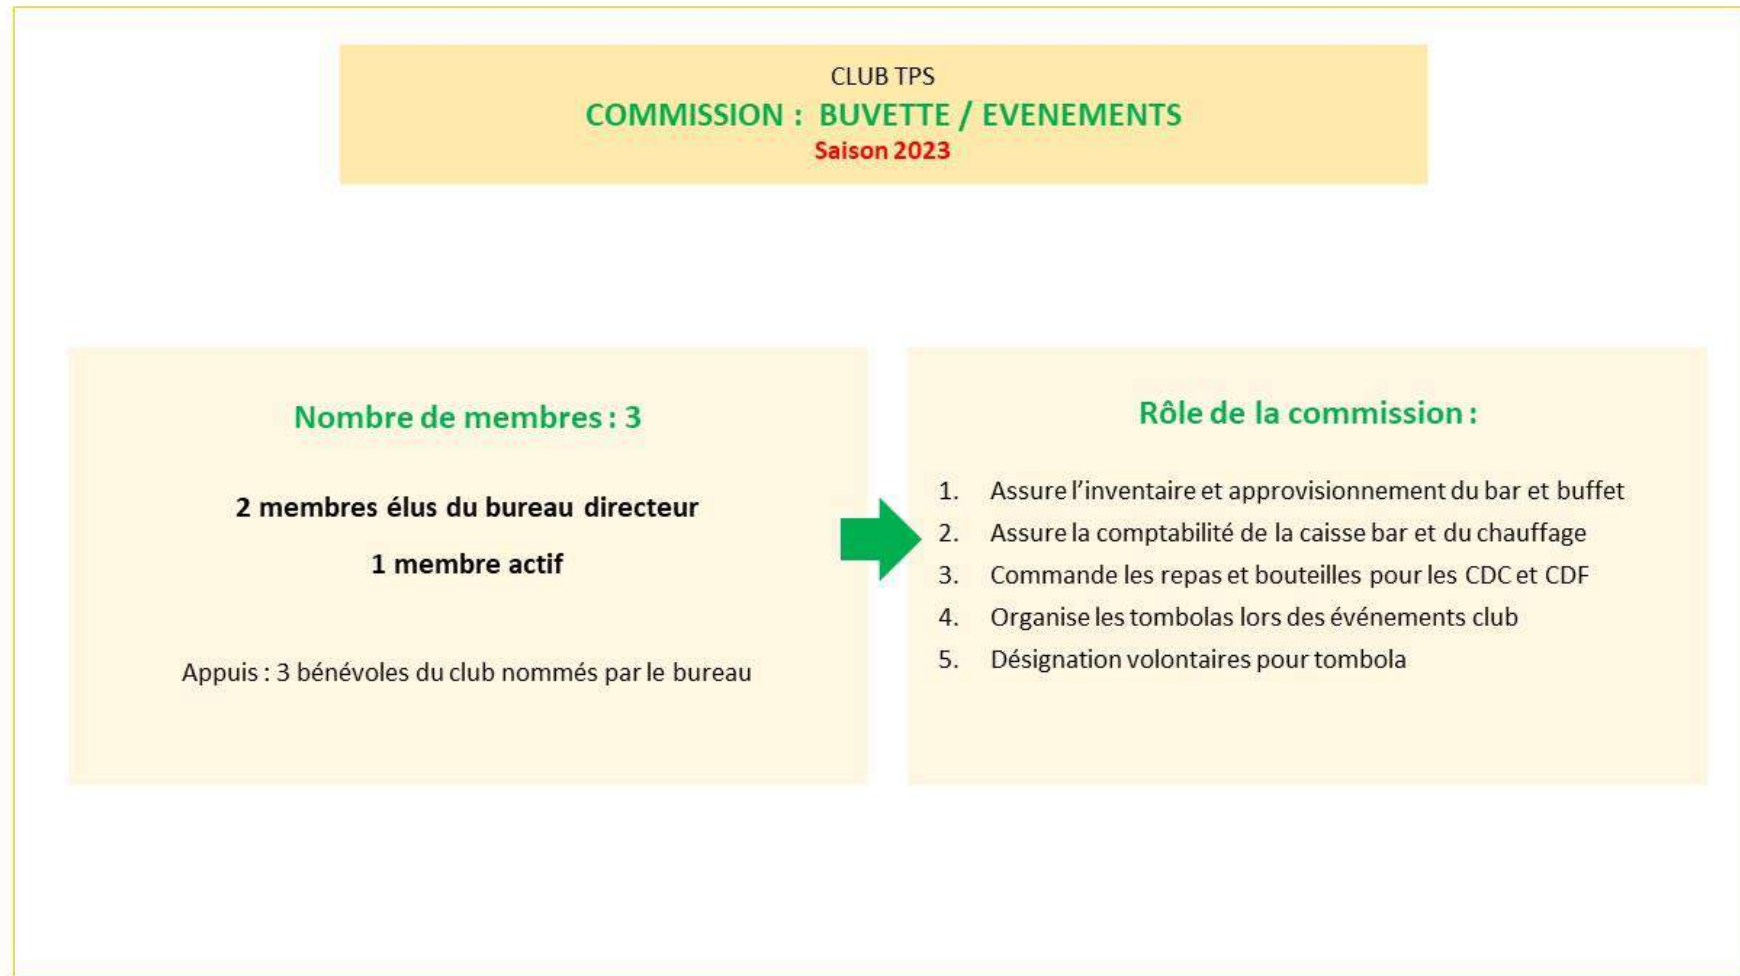 CLUB TPS
COMMISSION : BUVETTE / EVENEMENTS
Saison 2023
Nombre de membres : 3
2 membres élus du bureau directeur
1 membre actif
Appuis : 3 bénévoles du club nommés par le bureau
Rôle de la commission :
1. Assure l’inventaire et approvisionnement du bar et buffet
2. Assure la comptabilité de la caisse bar et du chauffage
3. Commande les repas et bouteilles pour les CDC et CDF
4. Organise les tombolas lors des événements club
5. Désignation volontaires pour tombola